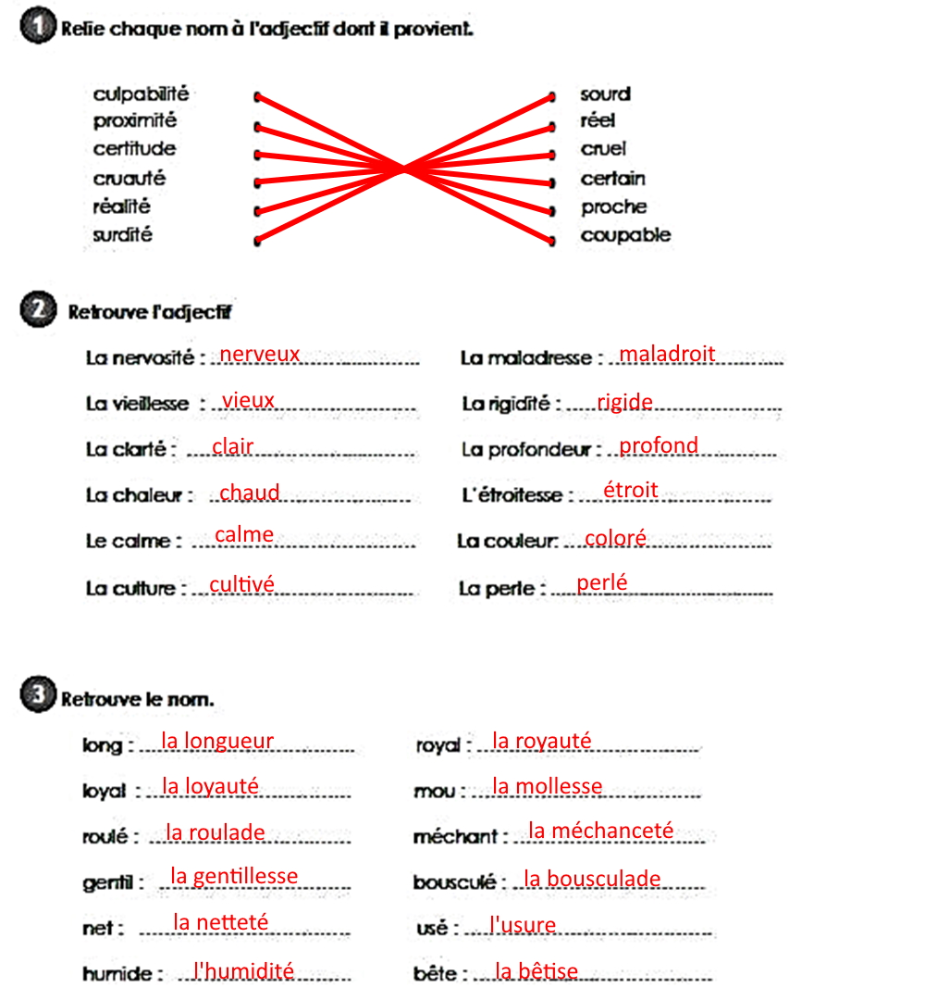 1 Relie chaque nom à l'adjectif dont il provient.
culpabilité sourd
proximité réel
certitude cruel
cruauté certain
réalité proche
surdité coupable
2 Retrouve l'adjectif
La nervosité : nerveux La maladresse : maladroit
La vieillesse : vieux La rigidité : rigide
La clarté : clair La profondeur : profond
La chaleur : chaud L'étroitesse : étroit
Le calme : calme La couleur: coloré
La culture : cultivé La perle : perlé
3 Retrouve le nom.
long : la longueur royal : la royauté
loyal : la loyauté mou : la mollesse
roulé : la roulade méchant : la méchanceté
gentil : la gentillesse bousculé : la bousculade
net : la netteté usé : l'usure
humide : l'humidité bête : la bêtise